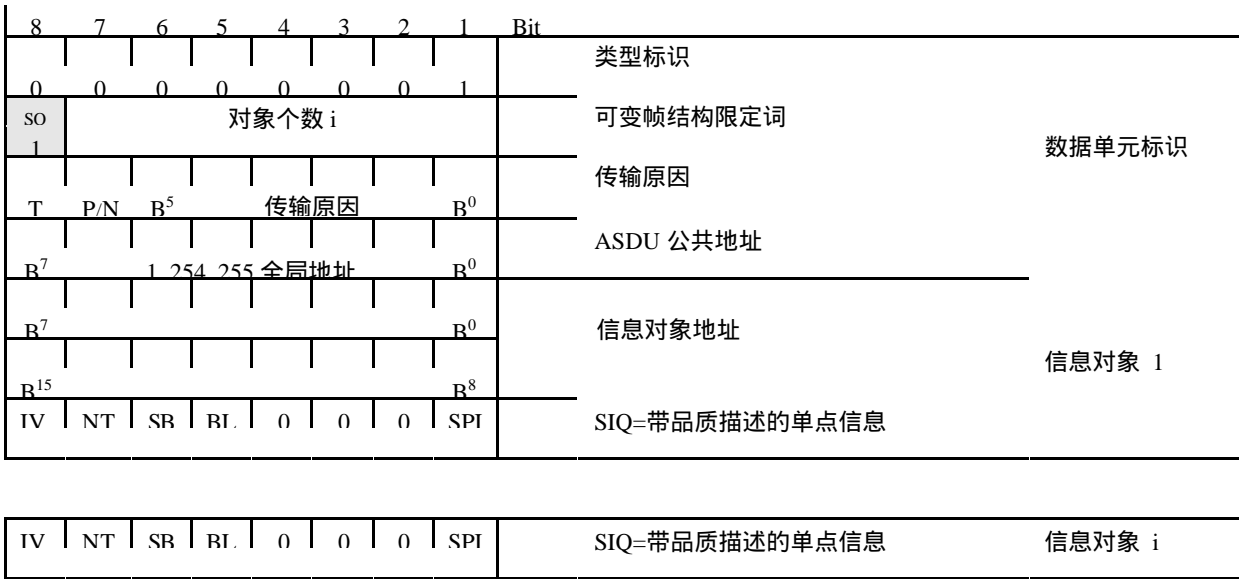 8 7 6 5 4 3 2 1 Bit
类型标识
0 0 0 0 0 0 0 1
so 对象个数 i 可变帧结构限定词
1
数据单元标识
传输原因
T P/N B5 传输原因 B0
ASDU 公共地址
B7 1..254, 255 全局地址 B0
B7 B0 信息对象地址
信息对象 1
B15 B8
IV NT SB BL 0 0 0 SPI SIQ=带品质描述的单点信息
IV NT SB BL 0 0 0 SPI SIQ=带品质描述的单点信息 信息对象 i